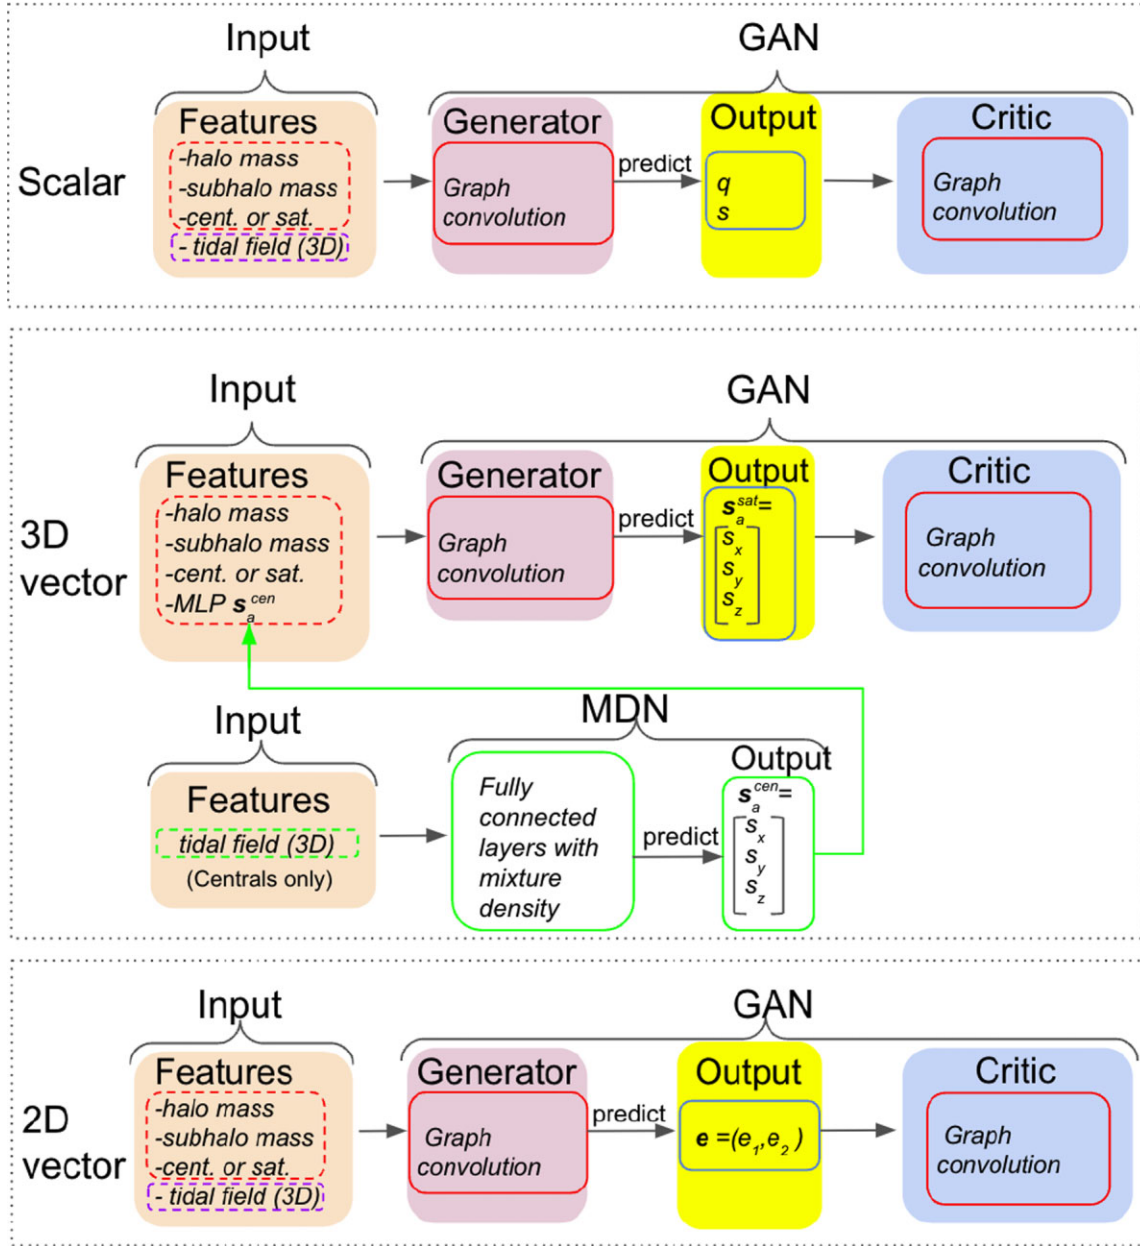 Input
GAN
Scalar
Features
-halo mass
-subhalo mass
-cent. or sat.
- tidal field (3D)
Generator
Graph
convolution
predict
Output
q
s
Critic
Graph
convolution
Input
GAN
3D
vector
Features
-halo mass
-subhalo mass
-cent. or sat.
-MLP s_a^cen
Generator
Graph
convolution
predict
Output
s_a^sat=
s_x
s_y
s_z
Critic
Graph
convolution
Input
MDN
Features
tidal field (3D)
(Centrals only)
Fully
connected
layers with
mixture
density
predict
Output
s_a^cen=
s_x
s_y
s_z
Input
GAN
2D
vector
Features
-halo mass
-subhalo mass
-cent. or sat.
- tidal field (3D)
Generator
Graph
convolution
predict
Output
e =(e_1,e_2 )
Critic
Graph
convolution